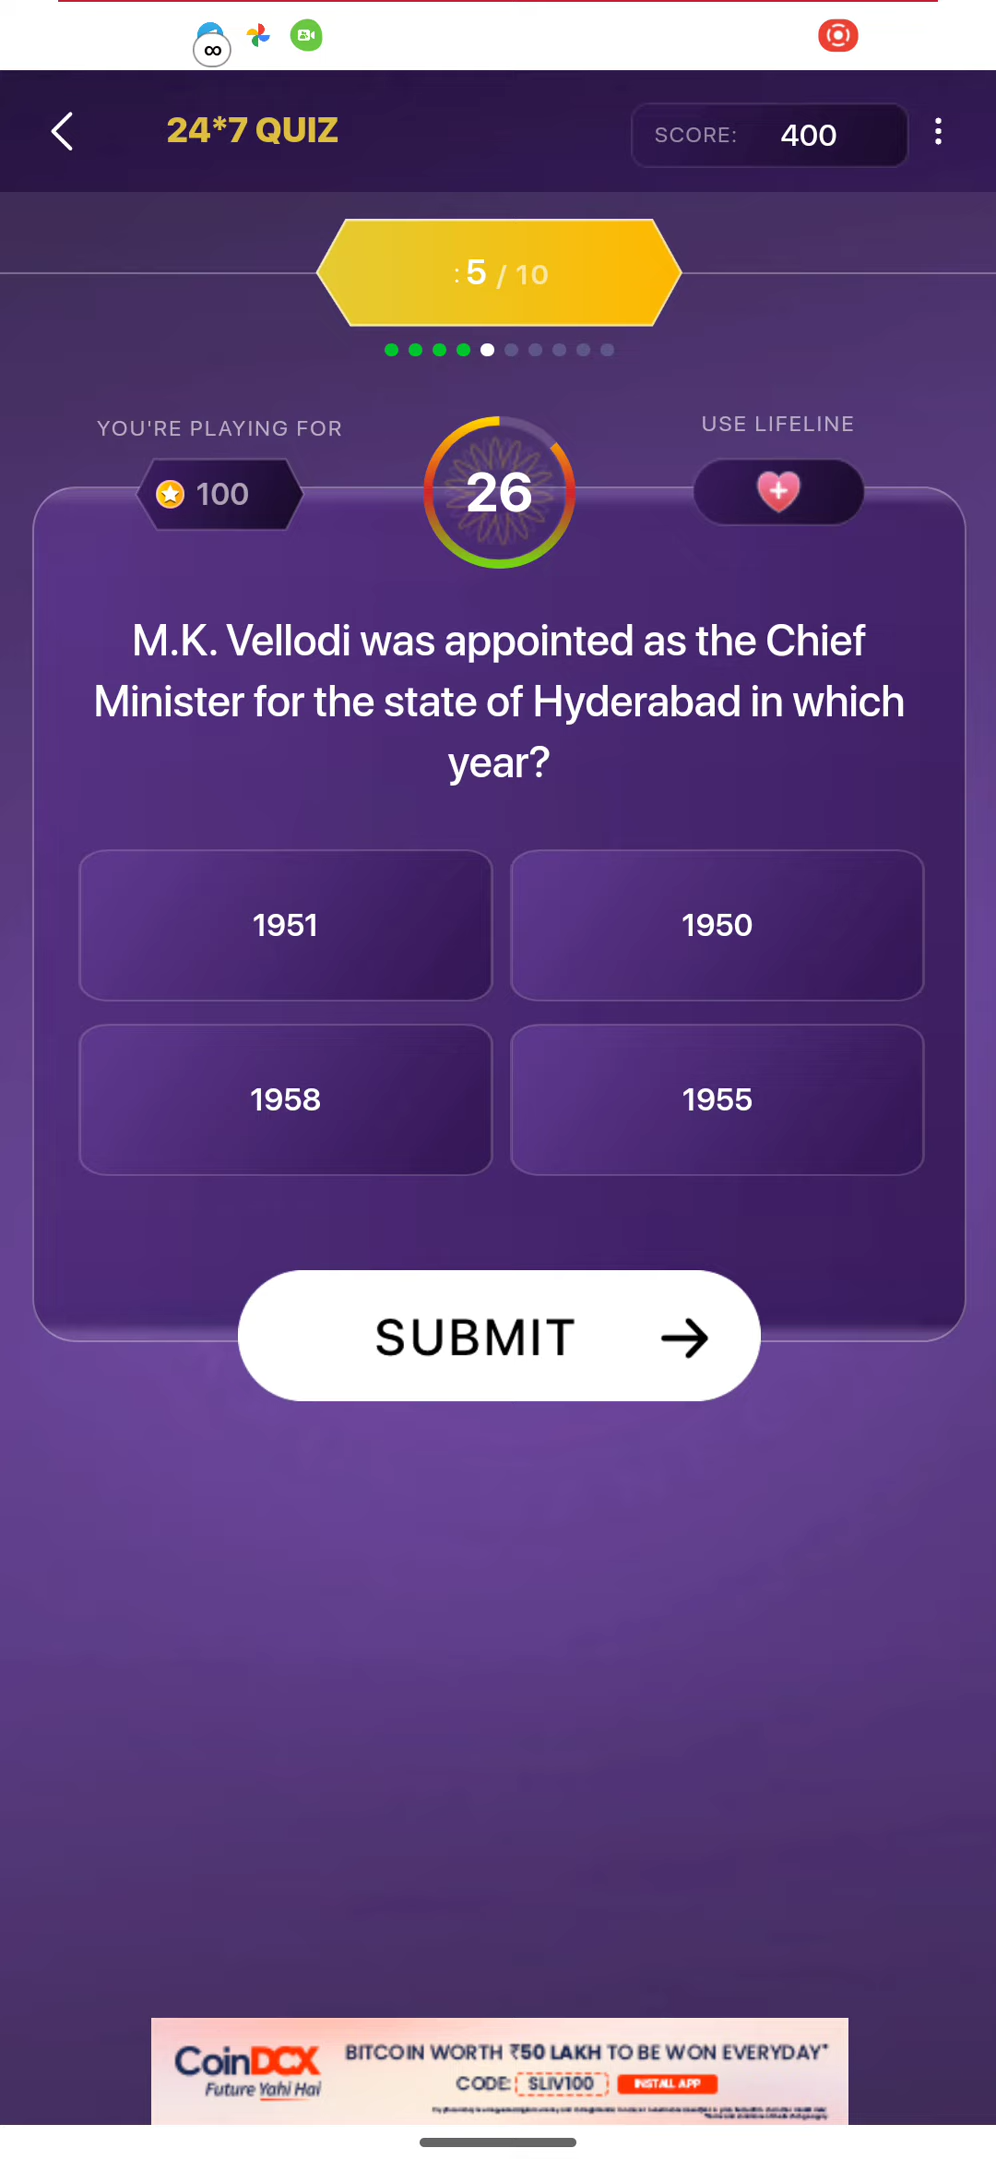 24*7 QUIZ
SCORE: 400
: 5 / 10
YOU'RE PLAYING FOR
USE LIFELINE
100
26
M.K. Vellodi was appointed as the Chief
Minister for the state of Hyderabad in which
year?
1951
1950
1958
1955
SUBMIT
CoinDCX
Future Yahi Hai
BITCOIN WORTH ₹50 LAKH TO BE WON EVERYDAY*
CODE: SLIV100
INSTALL APP